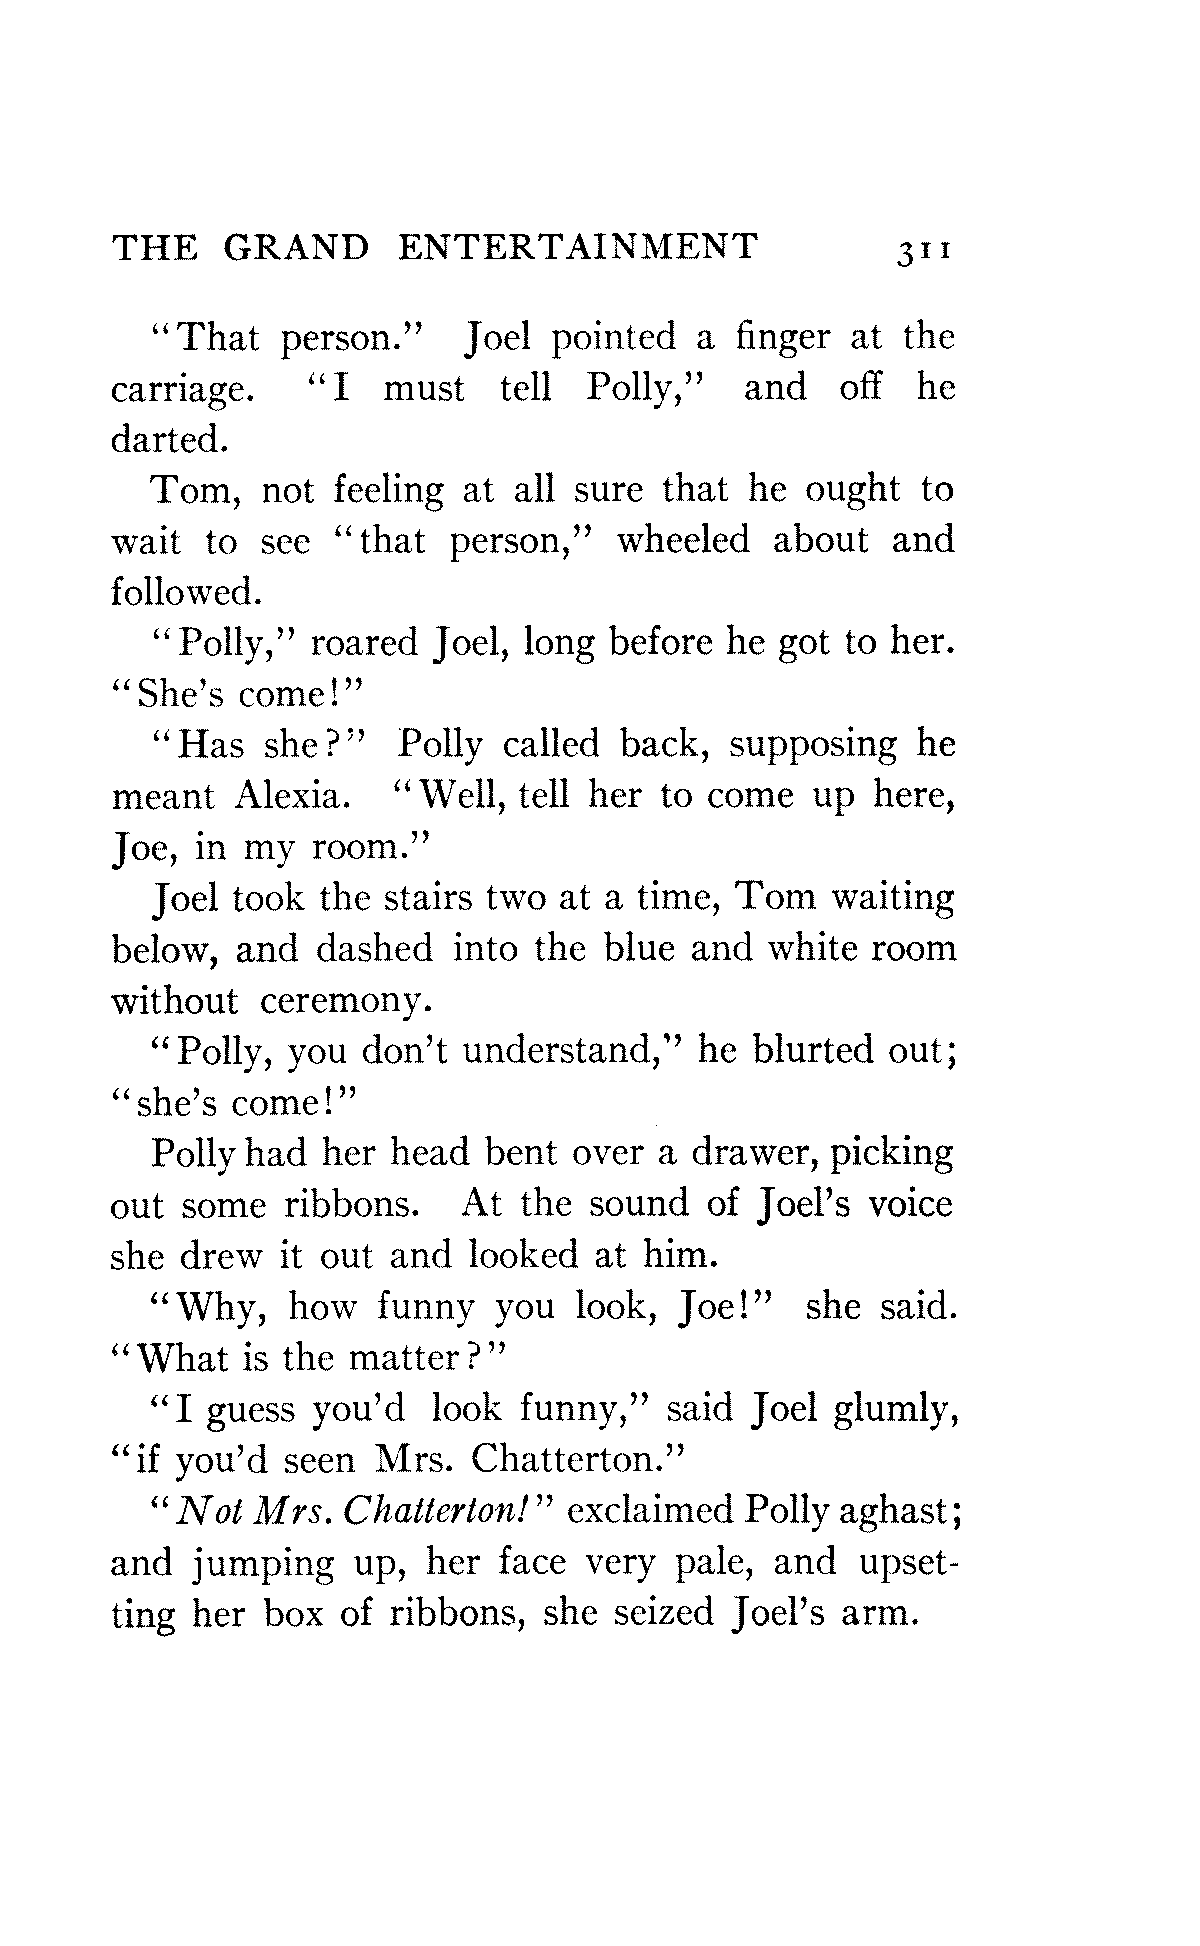 THE GRAND ENTERTAINMENT 311
"That person." Joel pointed a finger at the
carriage. "I must tell Polly," and off he
darted.
Tom, not feeling at all sure that he ought to
wait to see "that person," wheeled about and
followed.
"Polly," roared Joel, long before he got to her.
"She's come!"
"Has she?" Polly called back, supposing he
meant Alexia. "Well, tell her to come up here,
Joe, in my room."
Joel took the stairs two at a time, Tom waiting
below, and dashed into the blue and white room
without ceremony.
"Polly, you don't understand," he blurted out;
"she's come!"
Polly had her head bent over a drawer, picking
out some ribbons. At the sound of Joel's voice
she drew it out and looked at him.
"Why, how funny you look, Joe!" she said.
"What is the matter?"
"I guess you'd look funny," said Joel glumly,
"if you'd seen Mrs. Chatterton."
"Not Mrs. Chatterton!" exclaimed Polly aghast;
and jumping up, her face very pale, and upset-
ting her box of ribbons, she seized Joel's arm.